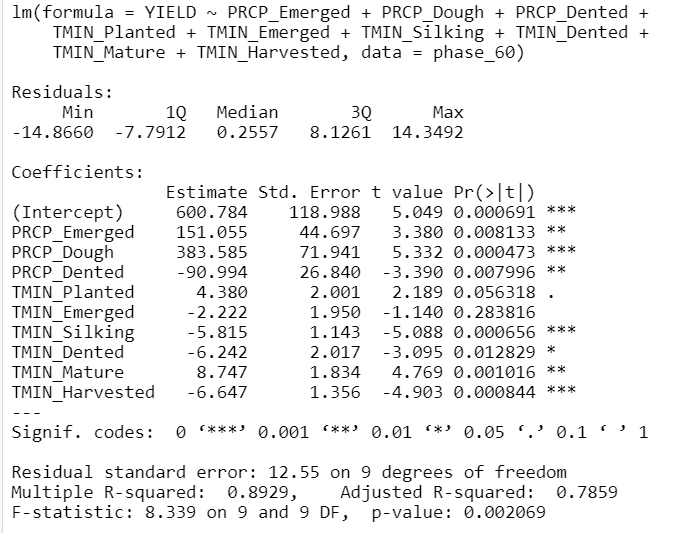 lm(formula = YIELD ~ PRCP_Emerged + PRCP_Dough + PRCP_Dented +
    TMIN_Planted + TMIN_Emerged + TMIN_Silking + TMIN_Dented +
    TMIN_Mature + TMIN_Harvested, data = phase_60)
Residuals:
     Min       1Q   Median       3Q      Max
-14.8660  -7.7912   0.2557   8.1261  14.3492
Coefficients:
               Estimate Std. Error t value Pr(>|t|)
(Intercept)     600.784    118.988   5.049 0.000691 ***
PRCP_Emerged    151.055     44.697   3.380 0.008133 **
PRCP_Dough      383.585     71.941   5.332 0.000473 ***
PRCP_Dented     -90.994     26.840  -3.390 0.007996 **
TMIN_Planted      4.380      2.001   2.189 0.056318 .
TMIN_Emerged     -2.222      1.950  -1.140 0.283816
TMIN_Silking     -5.815      1.143  -5.088 0.000656 ***
TMIN_Dented      -6.242      2.017  -3.095 0.012829 *
TMIN_Mature       8.747      1.834   4.769 0.001016 **
TMIN_Harvested   -6.647      1.356  -4.903 0.000844 ***
---
Signif. codes:  0 ‘***’ 0.001 ‘**’ 0.01 ‘*’ 0.05 ‘.’ 0.1 ‘ ’ 1
Residual standard error: 12.55 on 9 degrees of freedom
Multiple R-squared:  0.8929,    Adjusted R-squared:  0.7859
F-statistic: 8.339 on 9 and 9 DF,  p-value: 0.002069